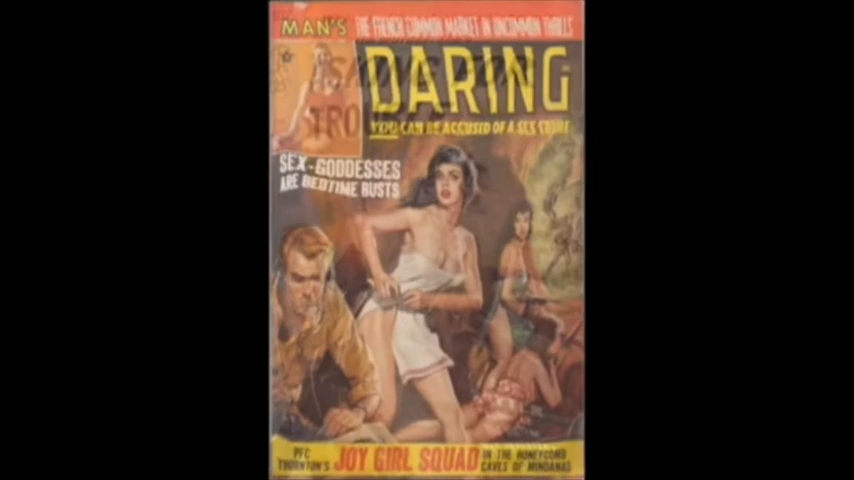 MAN'S
THE FRENCH COMMON MARKET IN UNCOMMON THRILLS
DARING
YOU CAN BE ACCUSED OF A SEX CRIME
SEX-GODDESSES
ARE BEDTIME BUSTS
PFC
THORNTON'S
JOY GIRL SQUAD
IN THE HONEYCOMB
CAVES OF MINDANAO